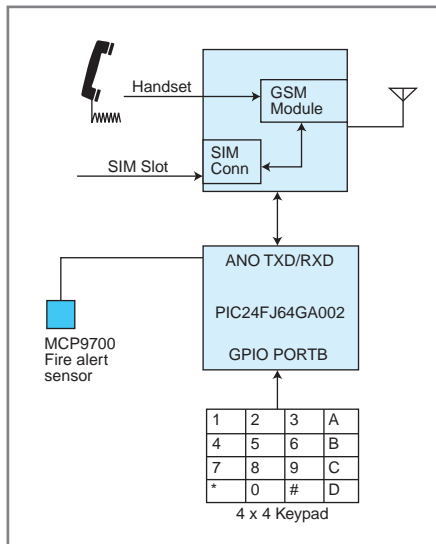 Handset
GSM
Module
SIM
Conn
SIM Slot
ANO TXD/RXD
PIC24FJ64GA002
GPIO PORTB
MCP9700
Fire alert
sensor
1 2 3 A
4 5 6 B
7 8 9 C
* 0 # D
4 x 4 Keypad